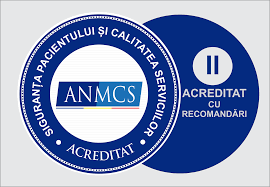 SIGURANȚA PACIENTULUI ȘI CALITATEA SERVICIILOR
ANMCS
• ACREDITAT •
II
ACREDITAT
CU
RECOMANDĂRI